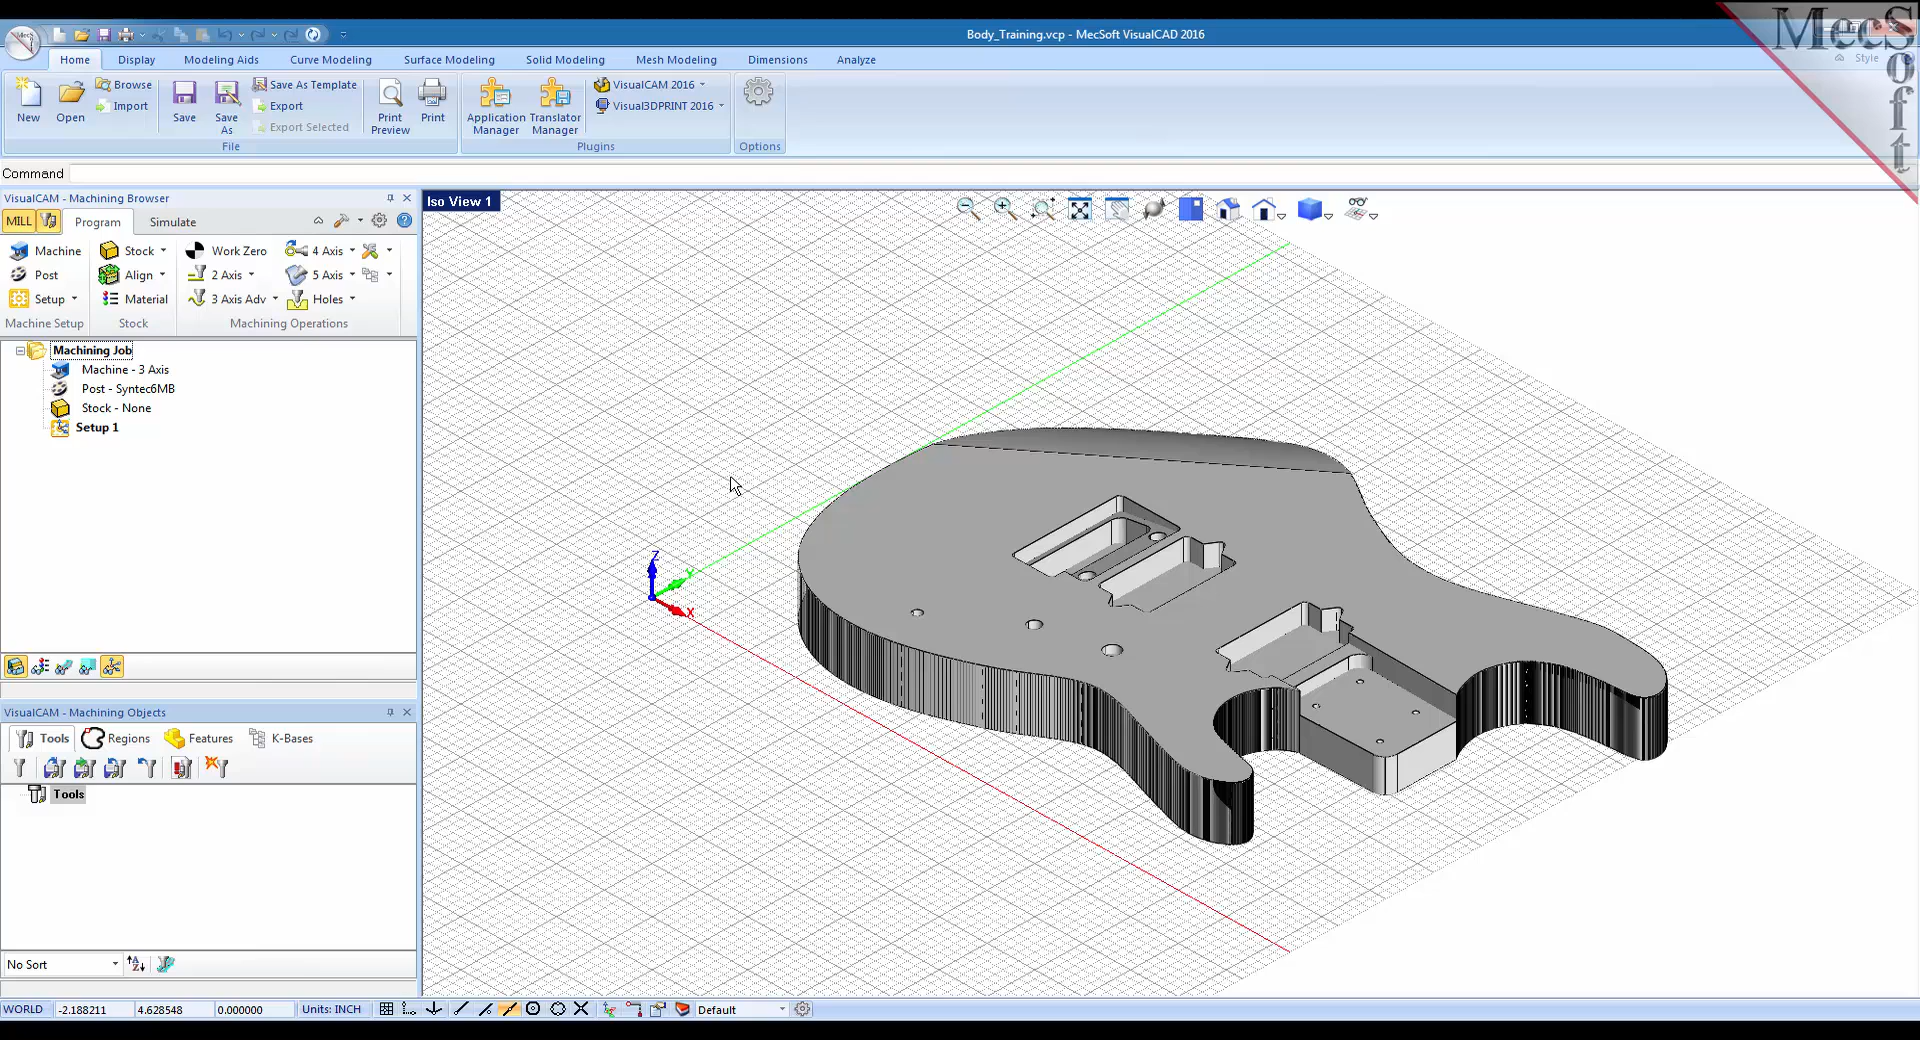 Body_Training.vcp - MecSoft VisualCAD 2016
MecSoft
Style
Home Display Modeling Aids Curve Modeling Surface Modeling Solid Modeling Mesh Modeling Dimensions Analyze
New
Open
Browse
Import
Save
Save As
Save As Template
Export
Export Selected
Print Preview
Print
Application Manager
Translator Manager
VisualCAM 2016
Visual3DPRINT 2016
File
Plugins
Options
Command
VisualCAM - Machining Browser
MILL Program Simulate
Machine Stock Work Zero 4 Axis
Post Align 2 Axis 5 Axis
Setup Material 3 Axis Adv Holes
Machine Setup Stock Machining Operations
Machining Job
Machine - 3 Axis
Post - Syntec6MB
Stock - None
Setup 1
VisualCAM - Machining Objects
Tools Regions Features K-Bases
Tools
No Sort
Iso View 1
Z
Y
X
WORLD -2.188211 4.628548 0.000000 Units: INCH Default